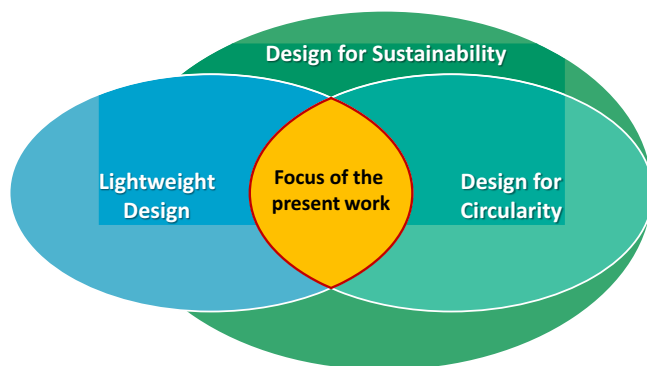 Design for Sustainability
Lightweight
Design
Focus of the
present work
Design for
Circularity